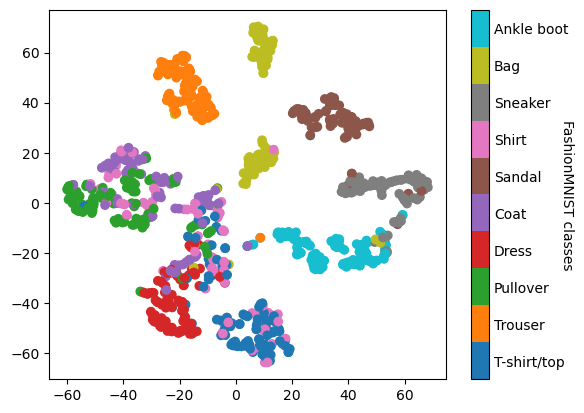 60
40
20
0
−20
−40
−60
−60 −40 −20 0 20 40 60
Ankle boot
Bag
Sneaker
Shirt
Sandal
Coat
Dress
Pullover
Trouser
T-shirt/top
FashionMNIST classes